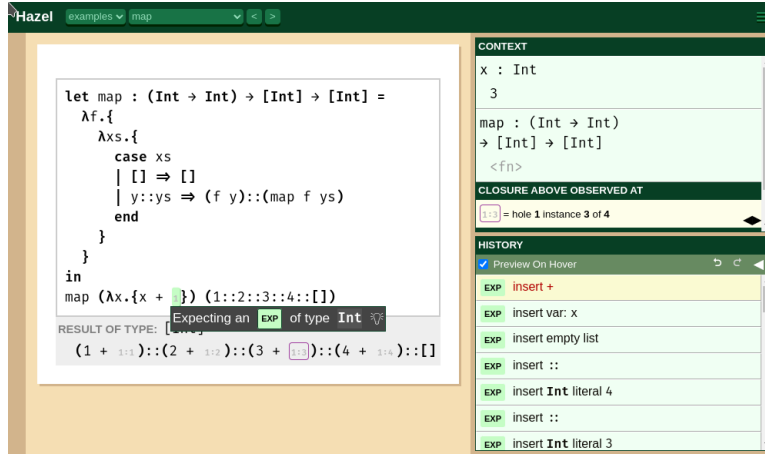 Hazel examples map < >
let map : (Int → Int) → [Int] → [Int] =
λf.{
λxs.{
case xs
| [] ⇒ []
| y::ys ⇒ (f y)::(map f ys)
end
}
}
in
map (λx.{x + 1}) (1::2::3::4::[])
Expecting an EXP of type Int
RESULT OF TYPE: [Int]
(1 + 1:1)::(2 + 1:2)::(3 + 1:3)::(4 + 1:4)::[]
CONTEXT
x : Int
3
map : (Int → Int)
→ [Int] → [Int]
<fn>
CLOSURE ABOVE OBSERVED AT
1:3 = hole 1 instance 3 of 4
HISTORY
Preview On Hover
EXP insert +
EXP insert var: x
EXP insert empty list
EXP insert ::
EXP insert Int literal 4
EXP insert ::
EXP insert Int literal 3